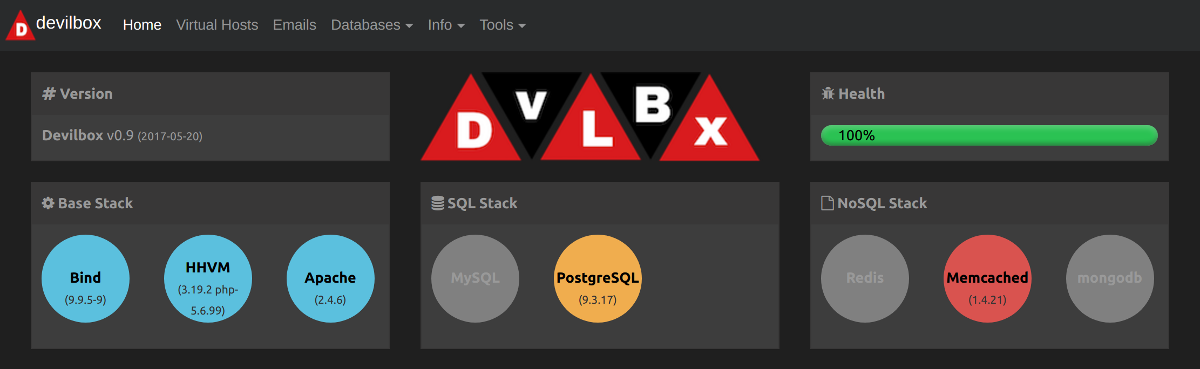 D devilbox Home Virtual Hosts Emails Databases Info Tools
# Version
Devilbox v0.9 (2017-05-20)
D V L B X
Health
100%
Base Stack
Bind
(9.9.5-9)
HHVM
(3.19.2 php-
5.6.99)
Apache
(2.4.6)
SQL Stack
MySQL
PostgreSQL
(9.3.17)
NoSQL Stack
Redis
Memcached
(1.4.21)
mongodb